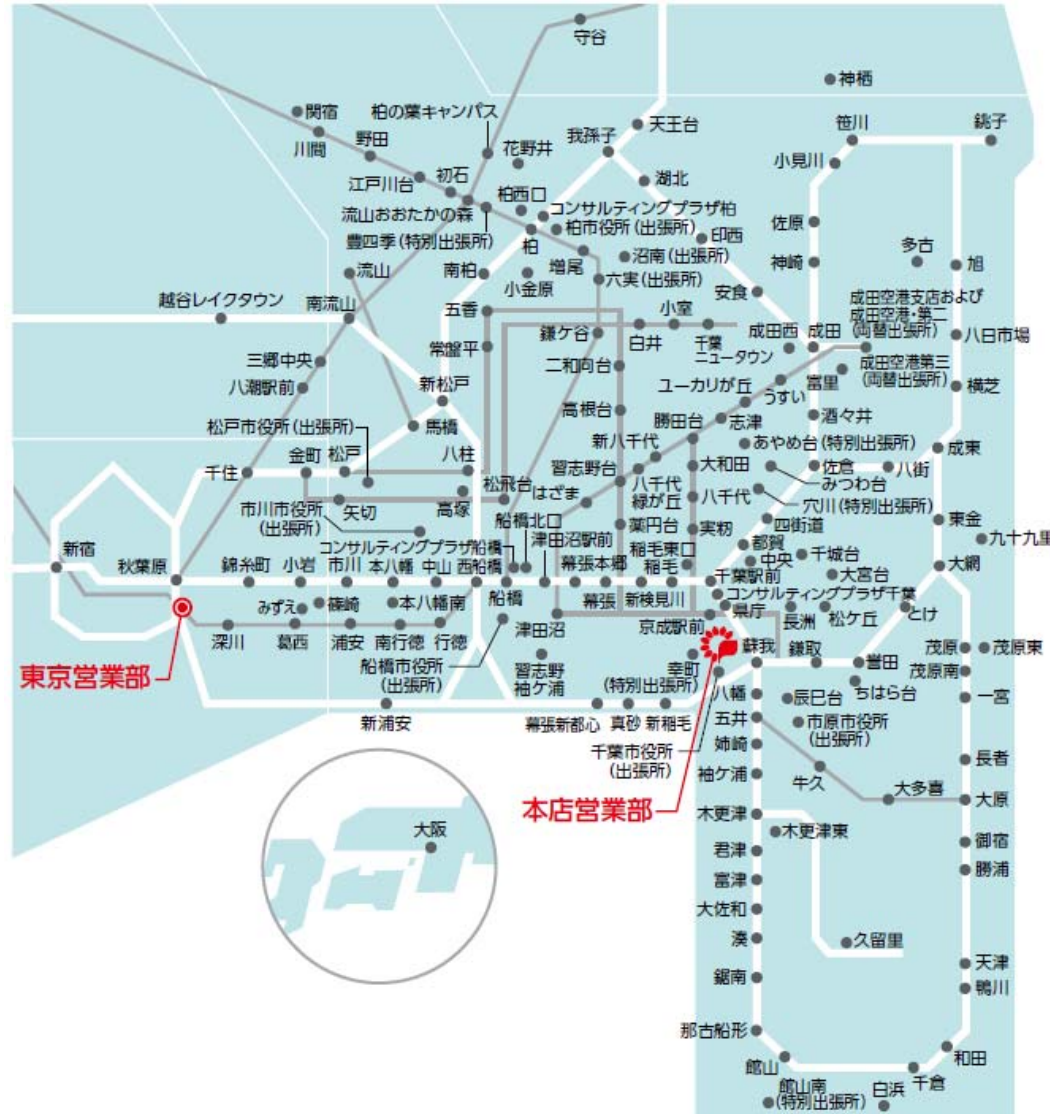 守谷
神栖
関宿
柏の葉キャンパス
川間
野田
花野井
我孫子
天王台
笹川
銚子
小見川
江戸川台
初石
柏西口
湖北
流山おおたかの森
コンサルティングプラザ柏
豊四季(特別出張所)
柏市役所(出張所)
佐原
印西
柏
増尾
沼南(出張所)
多古
流山
南柏
小金原
穴実(出張所)
神崎
旭
越谷レイクタウン
南流山
五香
安食
成田空港支店および
成田空港・第二
(両替出張所)
鎌ケ谷
小室
白井
千葉
ニュータウン
成田西
成田
八日市場
三郷中央
常盤平
二和向台
成田空港第三
(両替出張所)
富里
八潮駅前
新松戸
ユーカリが丘
うすい
横芝
松戸市役所(出張所)
馬橋
高根台
勝田台
志津
酒々井
新八千代
あやめ台(特別出張所)
成東
千住
金町
松戸
八柱
習志野台
大和田
佐倉
八街
みつわ台
市川市役所
(出張所)
矢切
高塚
松飛台
はざま
八千代
緑が丘
八千代
穴川(特別出張所)
船橋北口
津田沼駅前
薬円台
実籾
四街道
東金
新宿
都賀
九十九里
秋葉原
コンサルティングプラザ船橋
稲毛東口
中央
千城台
錦糸町
小岩
市川
本八幡
中山
西船橋
幕張本郷
稲毛
千葉駅前
大宮台
大網
船橋
幕張
新検見川
コンサルティングプラザ千葉
みずえ
篠崎
本八幡南
県庁
長洲
松ケ丘
とけ
深川
葛西
浦安
南行徳
行徳
津田沼
京成駅前
東京営業部
船橋市役所
(出張所)
習志野
袖ケ浦
幸町
(特別出張所)
蘇我
鎌取
誉田
茂原
茂原東
茂原南
ちはら台
新浦安
幕張新都心
真砂
新稲毛
八幡
辰巳台
一宮
千葉市役所
(出張所)
五井
市原市役所
(出張所)
姉崎
長者
本店営業部
袖ケ浦
牛久
大多喜
大原
木更津
木更津東
大阪
御宿
君津
勝浦
富津
大佐和
湊
久留里
天津
鋸南
鴨川
那古船形
和田
館山
千倉
館山南
(特別出張所)
白浜